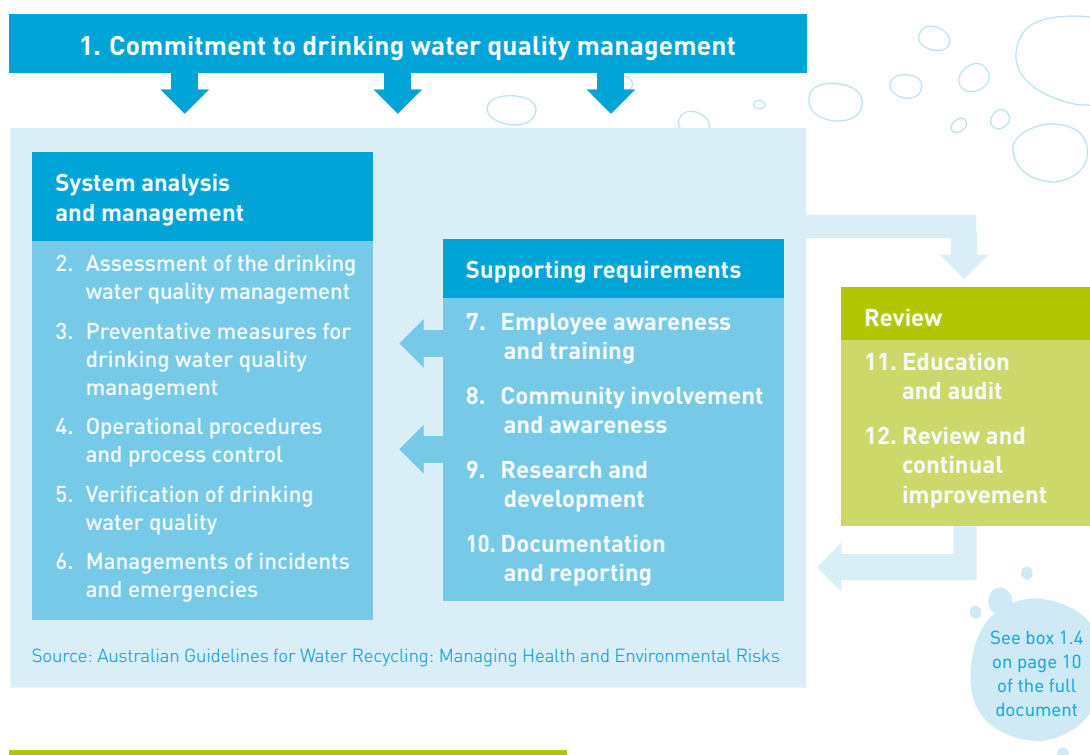 1. Commitment to drinking water quality management
System analysis
and management
2. Assessment of the drinking
water quality management
3. Preventative measures for
drinking water quality
management
4. Operational procedures
and process control
5. Verification of drinking
water quality
6. Managements of incidents
and emergencies
Supporting requirements
7. Employee awareness
and training
8. Community involvement
and awareness
9. Research and
development
10. Documentation
and reporting
Review
11. Education
and audit
12. Review and
continual
improvement
Source: Australian Guidelines for Water Recycling: Managing Health and Environmental Risks
See box 1.4
on page 10
of the full
document